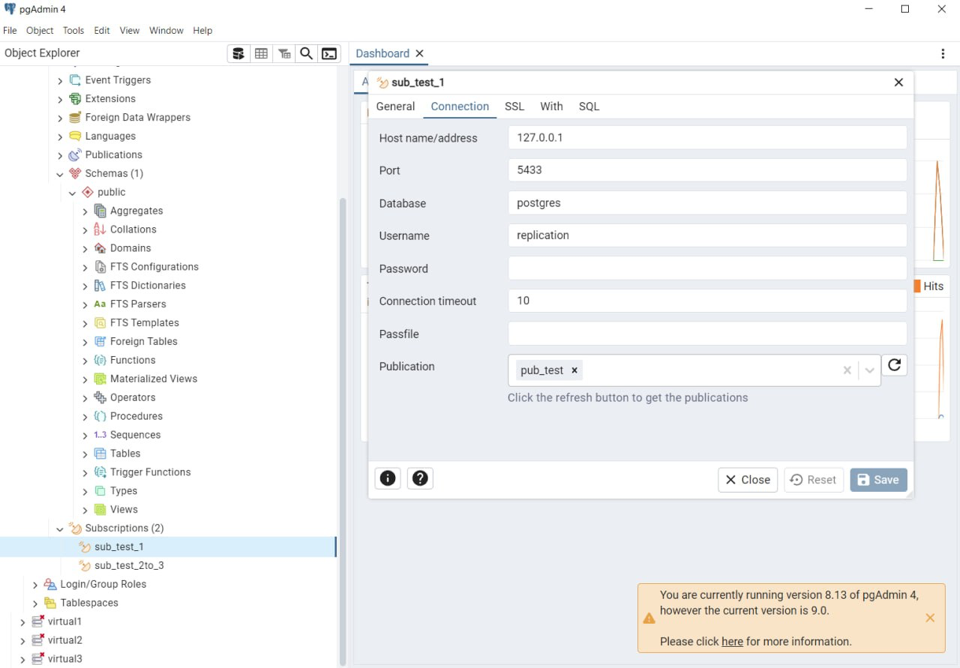 pgAdmin 4
File Object Tools Edit View Window Help
Object Explorer
Event Triggers
Extensions
Foreign Data Wrappers
Languages
Publications
Schemas (1)
public
Aggregates
Collations
Domains
FTS Configurations
FTS Dictionaries
Aa FTS Parsers
FTS Templates
Foreign Tables
Functions
Materialized Views
Operators
Procedures
1..3 Sequences
Tables
Trigger Functions
Types
Views
Subscriptions (2)
sub_test_1
sub_test_2to_3
Login/Group Roles
Tablespaces
virtual1
virtual2
virtual3
Dashboard
sub_test_1
General Connection SSL With SQL
Host name/address 127.0.0.1
Port 5433
Database postgres
Username replication
Password
Connection timeout 10
Passfile
Publication pub_test
Click the refresh button to get the publications
Close Reset Save
Hits
You are currently running version 8.13 of pgAdmin 4,
however the current version is 9.0.
Please click here for more information.